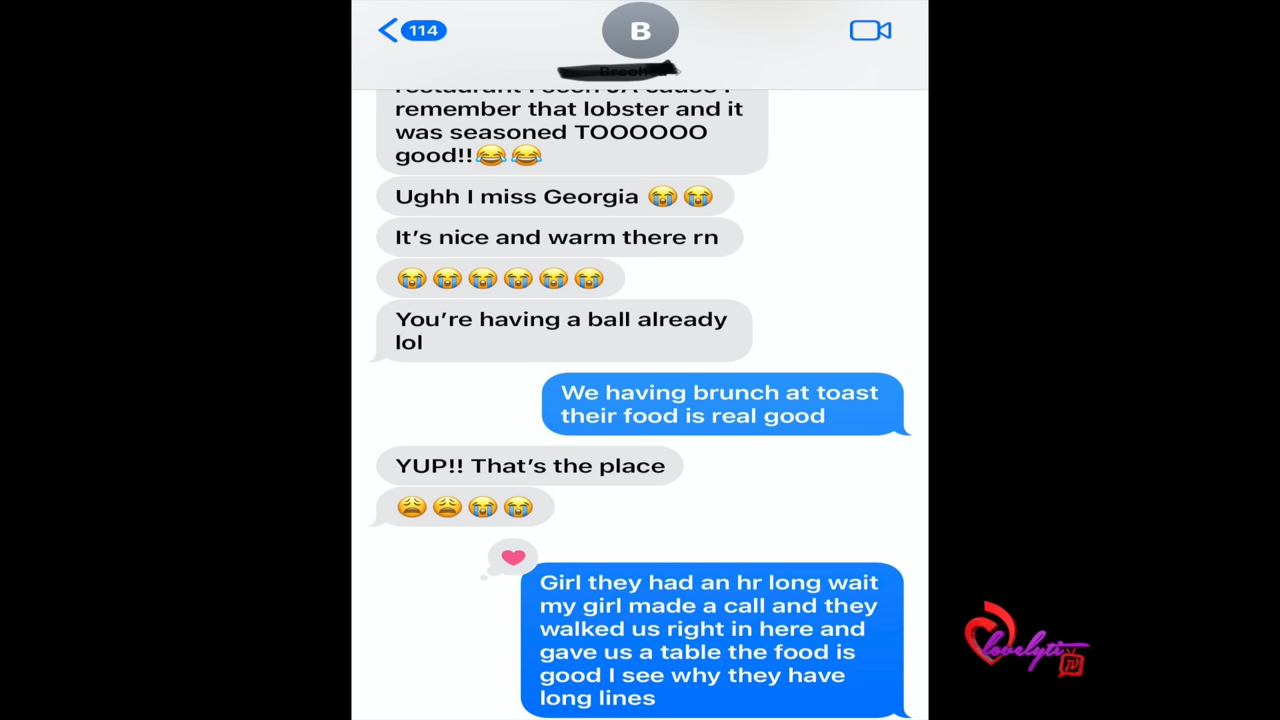 114
B
remember that lobster and it
was seasoned TOOOOOO
good!!😂😂
Ughh I miss Georgia 😭😭
It's nice and warm there rn
😭😭😭😭😭😭
You're having a ball already
lol
We having brunch at toast
their food is real good
YUP!! That's the place
😩😩😭😭
Girl they had an hr long wait
my girl made a call and they
walked us right in here and
gave us a table the food is
good I see why they have
long lines
lovelyti
TV